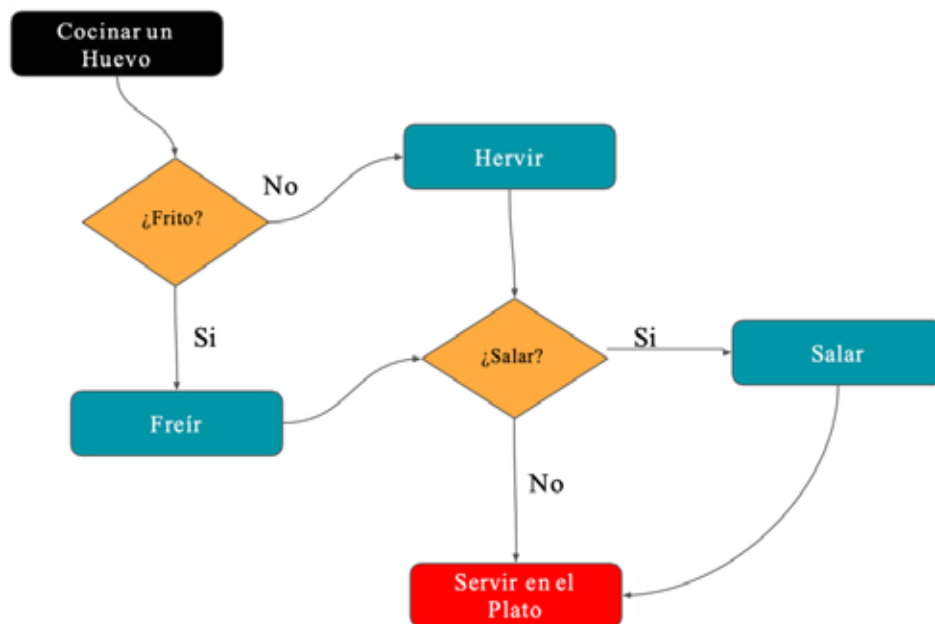 Cocinar un
Huevo
Hervir
No
¿Frito?
Si
¿Salar?
Si
Salar
Freír
No
Servir en el
Plato